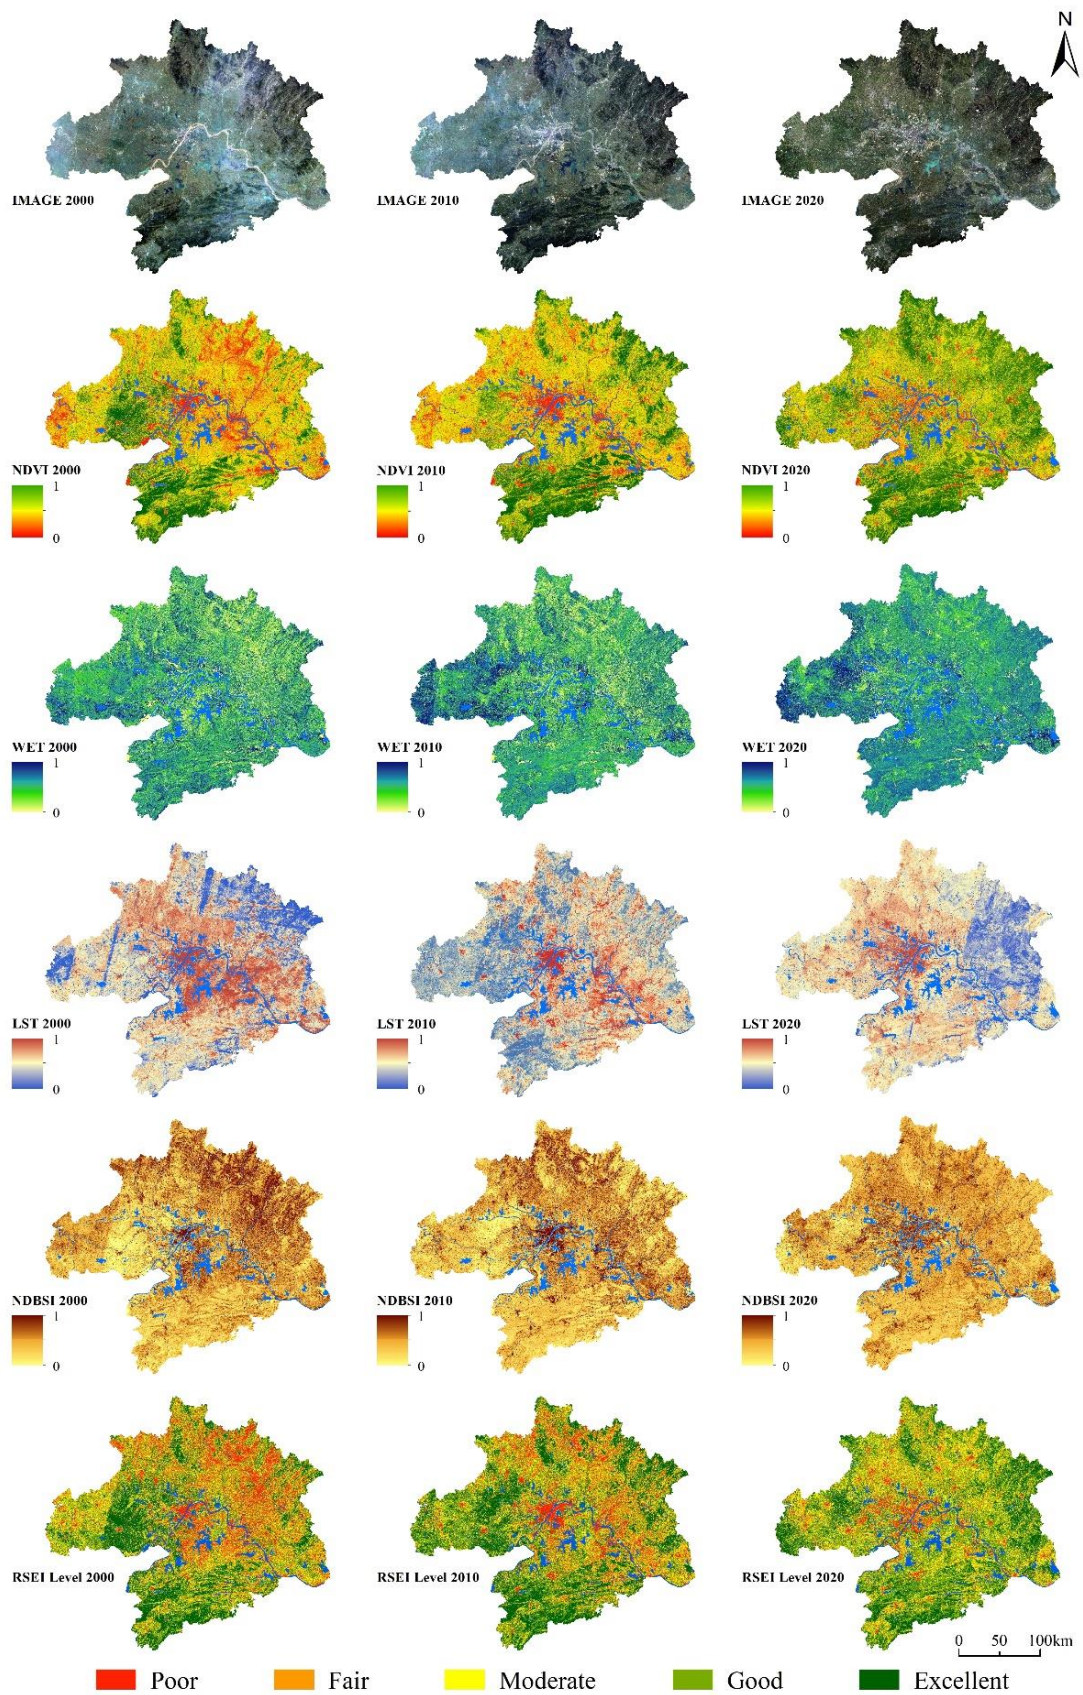 N
IMAGE 2000
IMAGE 2010
IMAGE 2020
NDVI 2000
1
0
NDVI 2010
1
0
NDVI 2020
1
0
WET 2000
1
0
WET 2010
1
0
WET 2020
1
0
LST 2000
1
0
LST 2010
1
0
LST 2020
1
0
NDBSI 2000
1
0
NDBSI 2010
1
0
NDBSI 2020
1
0
RSEI Level 2000
RSEI Level 2010
RSEI Level 2020
0 50 100km
Poor Fair Moderate Good Excellent